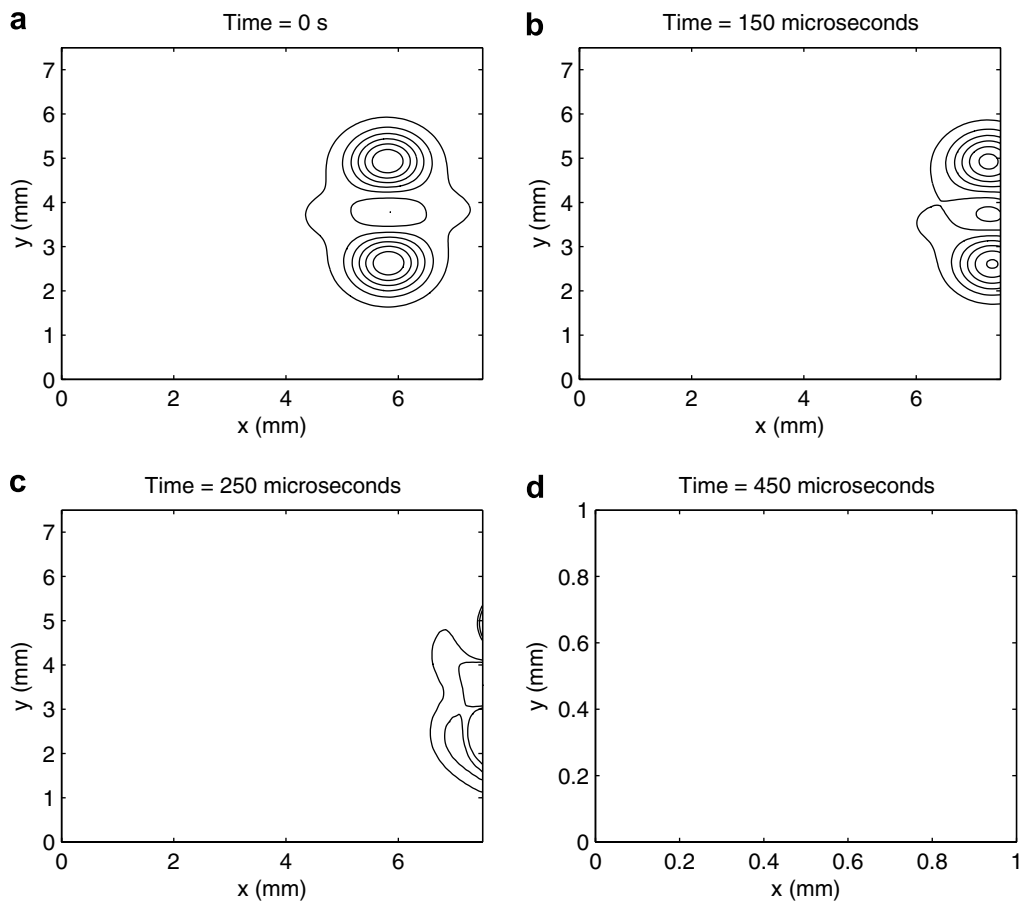 a
Time = 0 s
7
6
5
4
3
2
1
0
y (mm)
0 2 4 6
x (mm)
b
Time = 150 microseconds
7
6
5
4
3
2
1
0
y (mm)
0 2 4 6
x (mm)
c
Time = 250 microseconds
7
6
5
4
3
2
1
0
y (mm)
0 2 4 6
x (mm)
d
Time = 450 microseconds
1
0.8
0.6
0.4
0.2
0
y (mm)
0 0.2 0.4 0.6 0.8 1
x (mm)